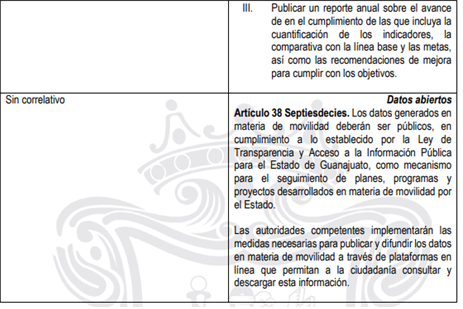 III. Publicar un reporte anual sobre el avance
de en el cumplimiento de las que incluya la
cuantificación de los indicadores, la
comparativa con la línea base y las metas,
así como las recomendaciones de mejora
para cumplir con los objetivos.
Sin correlativo
Datos abiertos
Artículo 38 Septiesdecies. Los datos generados en
materia de movilidad deberán ser públicos, en
cumplimiento a lo establecido por la Ley de
Transparencia y Acceso a la Información Pública
para el Estado de Guanajuato, como mecanismo
para el seguimiento de planes, programas y
proyectos desarrollados en materia de movilidad por
el Estado.
Las autoridades competentes implementarán las
medidas necesarias para publicar y difundir los datos
en materia de movilidad a través de plataformas en
línea que permitan a la ciudadanía consultar y
descargar esta información.